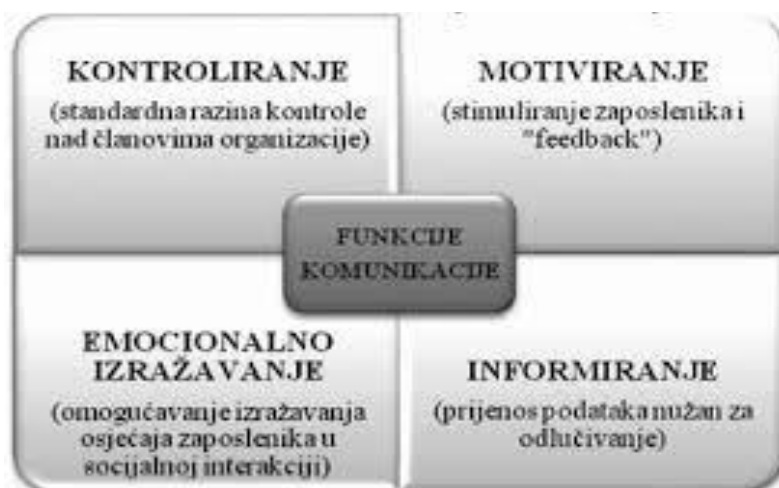 KONTROLIRANJE
(standardna razina kontrole
nad članovima organizacije)
MOTIVIRANJE
(stimuliranje zaposlenika i
"feedback")
FUNKCIJE
KOMUNIKACIJE
EMOCIONALNO
IZRAŽAVANJE
(omogućavanje izražavanja
osjećaja zaposlenika u
socijalnoj interakciji)
INFORMIRANJE
(prijenos podataka nužan za
odlučivanje)